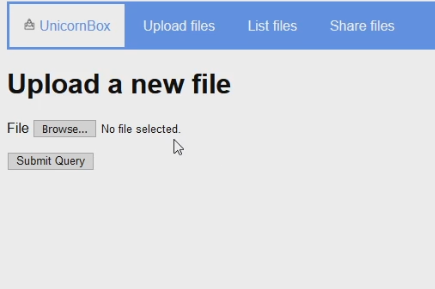 UnicornBox Upload files List files Share files
Upload a new file
File Browse... No file selected.
Submit Query